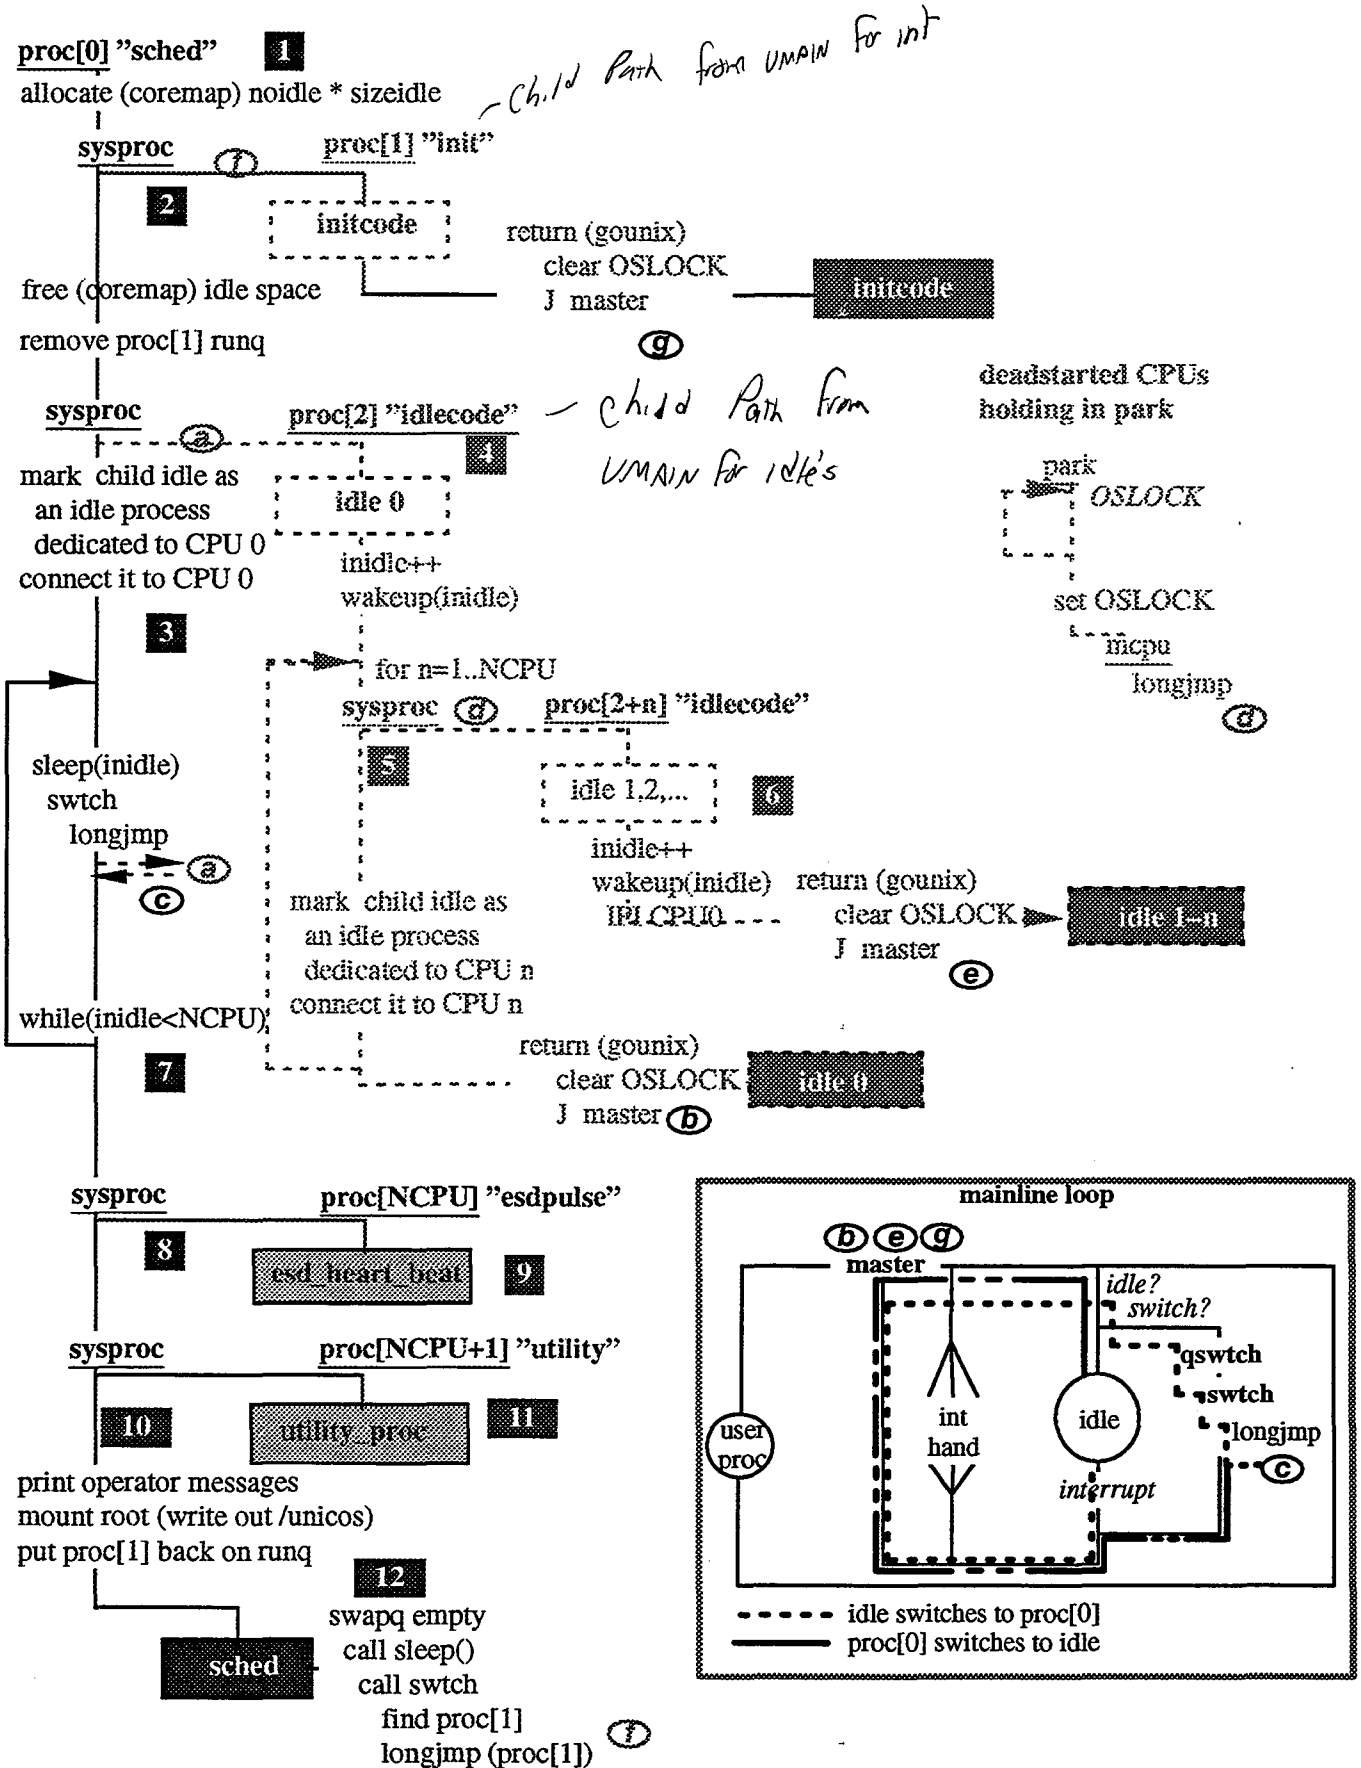 proc[0] ”sched”
1
allocate (coremap) noidle * sizeidle
Child Path from UMAIN for int
sysproc
f
proc[1] ”init”
2
initcode
return (gounix)
clear OSLOCK
J master
g
initcode
free (coremap) idle space
remove proc[1] runq
sysproc
a
proc[2] ”idlecode”
4
Child Path from
UMAIN for idle's
mark child idle as
an idle process
dedicated to CPU 0
connect it to CPU 0
idle 0
inidle++
wakeup(inidle)
deadstarted CPUs
holding in park
park
OSLOCK
set OSLOCK
mcpu
longjmp
d
3
for n=1..NCPU
sysproc
d
proc[2+n] ”idlecode”
5
idle 1,2,...
6
sleep(inidle)
swtch
longjmp
a
c
inidle++
wakeup(inidle)
IPI CPU0
return (gounix)
clear OSLOCK
J master
e
idle 1–n
mark child idle as
an idle process
dedicated to CPU n
connect it to CPU n
while(inidle<NCPU)
7
return (gounix)
clear OSLOCK
J master
b
idle 0
sysproc
proc[NCPU] ”esdpulse”
8
esd_heart_beat
9
sysproc
proc[NCPU+1] ”utility”
10
utility_proc
11
print operator messages
mount root (write out /unicos)
put proc[1] back on runq
12
swapq empty
call sleep()
call swtch
find proc[1]
longjmp (proc[1])
f
sched
mainline loop
b e g
master
idle?
switch?
qswtch
swtch
longjmp
c
user
proc
int
hand
idle
interrupt
idle switches to proc[0]
proc[0] switches to idle